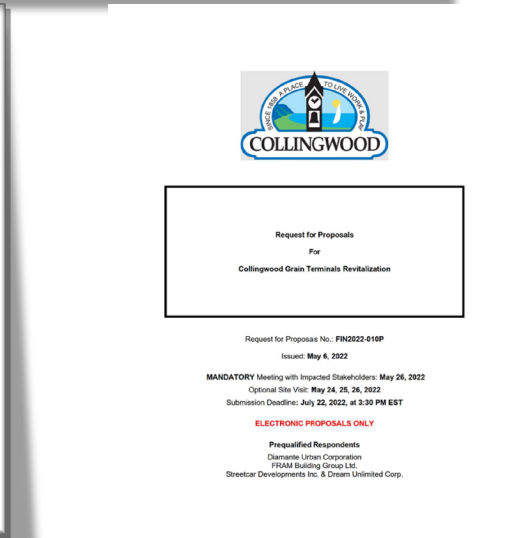 SINCE 1858 A PLACE TO LIVE WORK & PLAY
COLLINGWOOD
Request for Proposals
For
Collingwood Grain Terminals Revitalization
Request for Proposals No.: FIN2022-010P
Issued: May 6, 2022
MANDATORY Meeting with Impacted Stakeholders: May 26, 2022
Optional Site Visit: May 24, 25, 26, 2022
Submission Deadline: July 22, 2022, at 3:30 PM EST
ELECTRONIC PROPOSALS ONLY
Prequalified Respondents
Diamante Urban Corporation
FRAM Building Group Ltd.
Streetcar Developments Inc. & Dream Unlimited Corp.